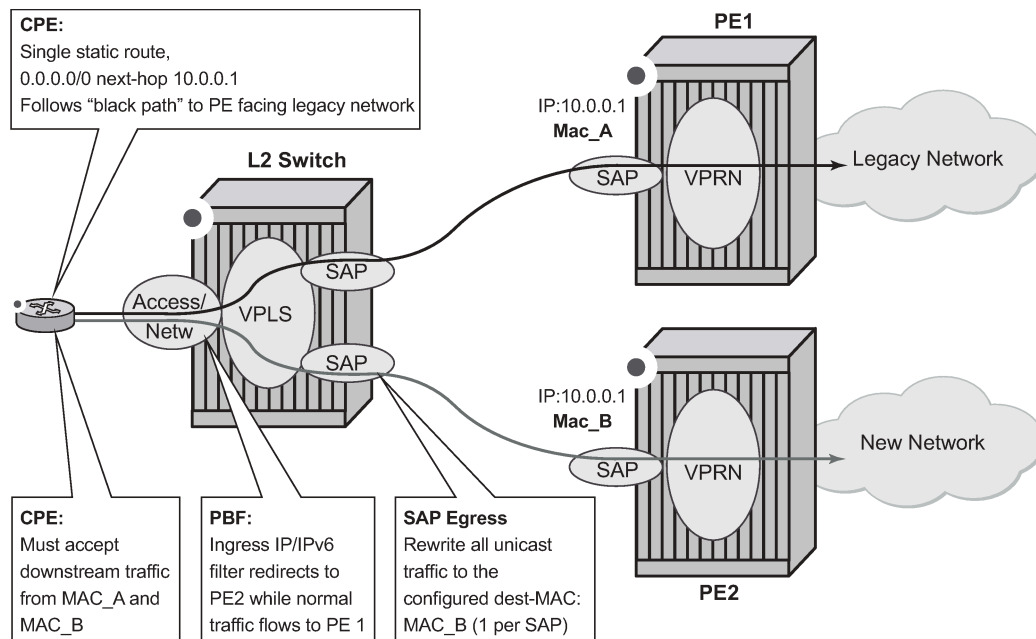 CPE:
Single static route,
0.0.0.0/0 next-hop 10.0.0.1
Follows “black path” to PE facing legacy network
PE1
IP:10.0.0.1
Mac_A
SAP
VPRN
Legacy Network
L2 Switch
SAP
Access/
Netw
VPLS
SAP
IP:10.0.0.1
Mac_B
SAP
VPRN
New Network
PE2
CPE:
Must accept
downstream traffic
from MAC_A and
MAC_B
PBF:
Ingress IP/IPv6
filter redirects to
PE2 while normal
traffic flows to PE 1
SAP Egress
Rewrite all unicast
traffic to the
configured dest-MAC:
MAC_B (1 per SAP)